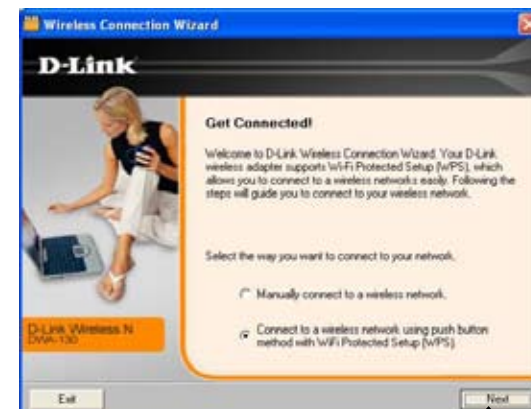 Wireless Connection Wizard
D-Link
Get Connected!
Welcome to D-Link Wireless Connection Wizard. Your D-Link
wireless adapter supports Wi-Fi Protected Setup (WPS), which
allows you to connect to a wireless networks easily. Following the
steps will guide you to connect to your wireless network.
Select the way you want to connect to your network.
Manually connect to a wireless network.
Connect to a wireless network using push button
method with WiFi Protected Setup (WPS).
D-Link Wireless N
DWA-130
Exit
Next